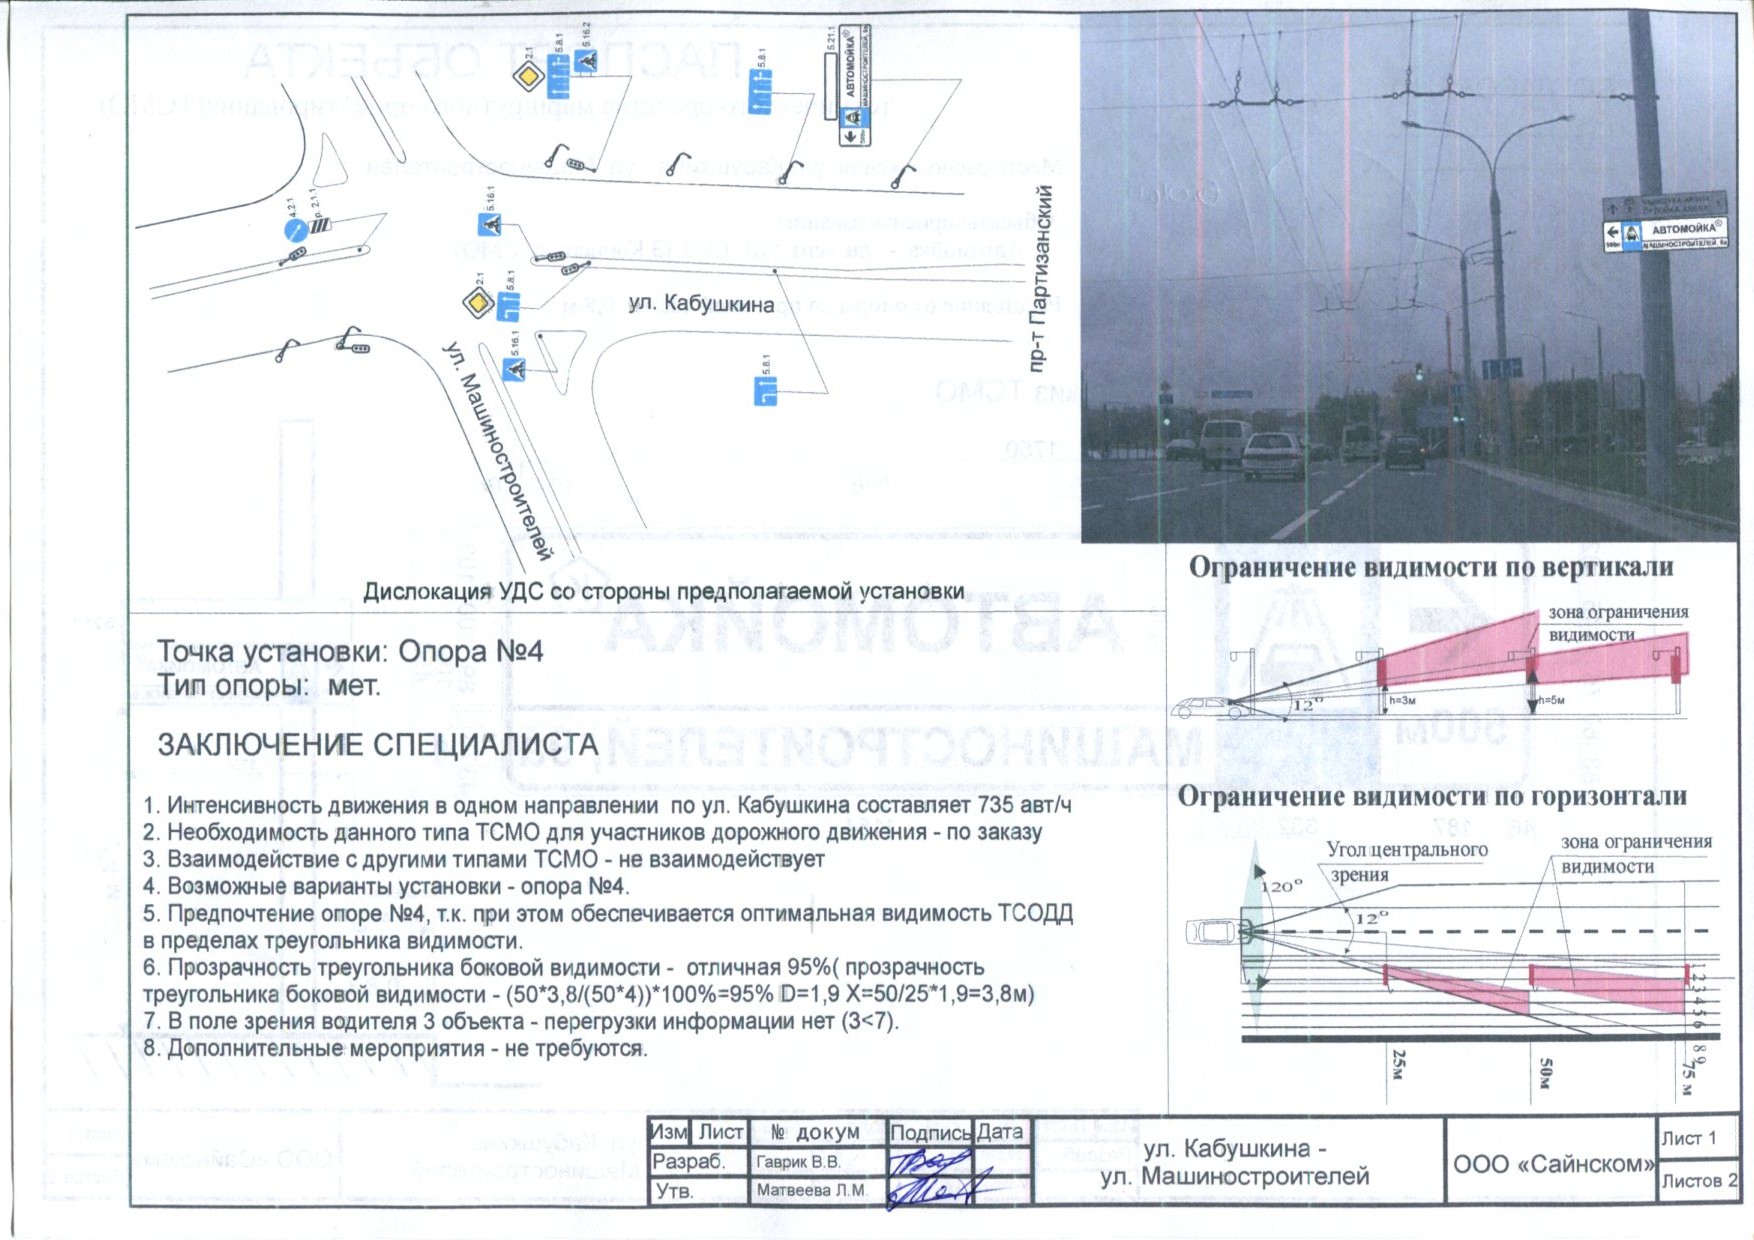 2.1
5.8.1
5.16.2
5.8.1
5.21.1
АВТОМОЙКА
МАШИНОСТРОИТЕЛЕЙ, 6а
4.2.1
р. 2.1.1
5.16.1
2.1
5.8.1
5.16.1
5.8.1
ул. Кабушкина
ул. Машиностроителей
пр-т Партизанский
Дислокация УДС со стороны предполагаемой установки
АВТОМОЙКА
МАШИНОСТРОИТЕЛЕЙ, 6а
Точка установки: Опора №4
Тип опоры: мет.
ЗАКЛЮЧЕНИЕ СПЕЦИАЛИСТА
1. Интенсивность движения в одном направлении по ул. Кабушкина составляет 735 авт/ч
2. Необходимость данного типа ТСМО для участников дорожного движения - по заказу
3. Взаимодействие с другими типами ТСМО - не взаимодействует
4. Возможные варианты установки - опора №4.
5. Предпочтение опоре №4, т.к. при этом обеспечивается оптимальная видимость ТСОДД
в пределах треугольника видимости.
6. Прозрачность треугольника боковой видимости - отличная 95%( прозрачность
треугольника боковой видимости - (50*3,8/(50*4))*100%=95% D=1,9 X=50/25*1,9=3,8м)
7. В поле зрения водителя 3 объекта - перегрузки информации нет (3<7).
8. Дополнительные мероприятия - не требуются.
Ограничение видимости по вертикали
зона ограничения
видимости
12°
h=3м
h=5м
Ограничение видимости по горизонтали
Угол центрального
зрения
зона ограничения
видимости
120°
12°
1 2 3 4 5 6 8 9
25м
50м
75 м
Изм Лист № докум Подпись Дата
Разраб. Гаврик В.В.
Утв. Матвеева Л.М.
ул. Кабушкина -
ул. Машиностроителей
ООО «Сайнском»
Лист 1
Листов 2